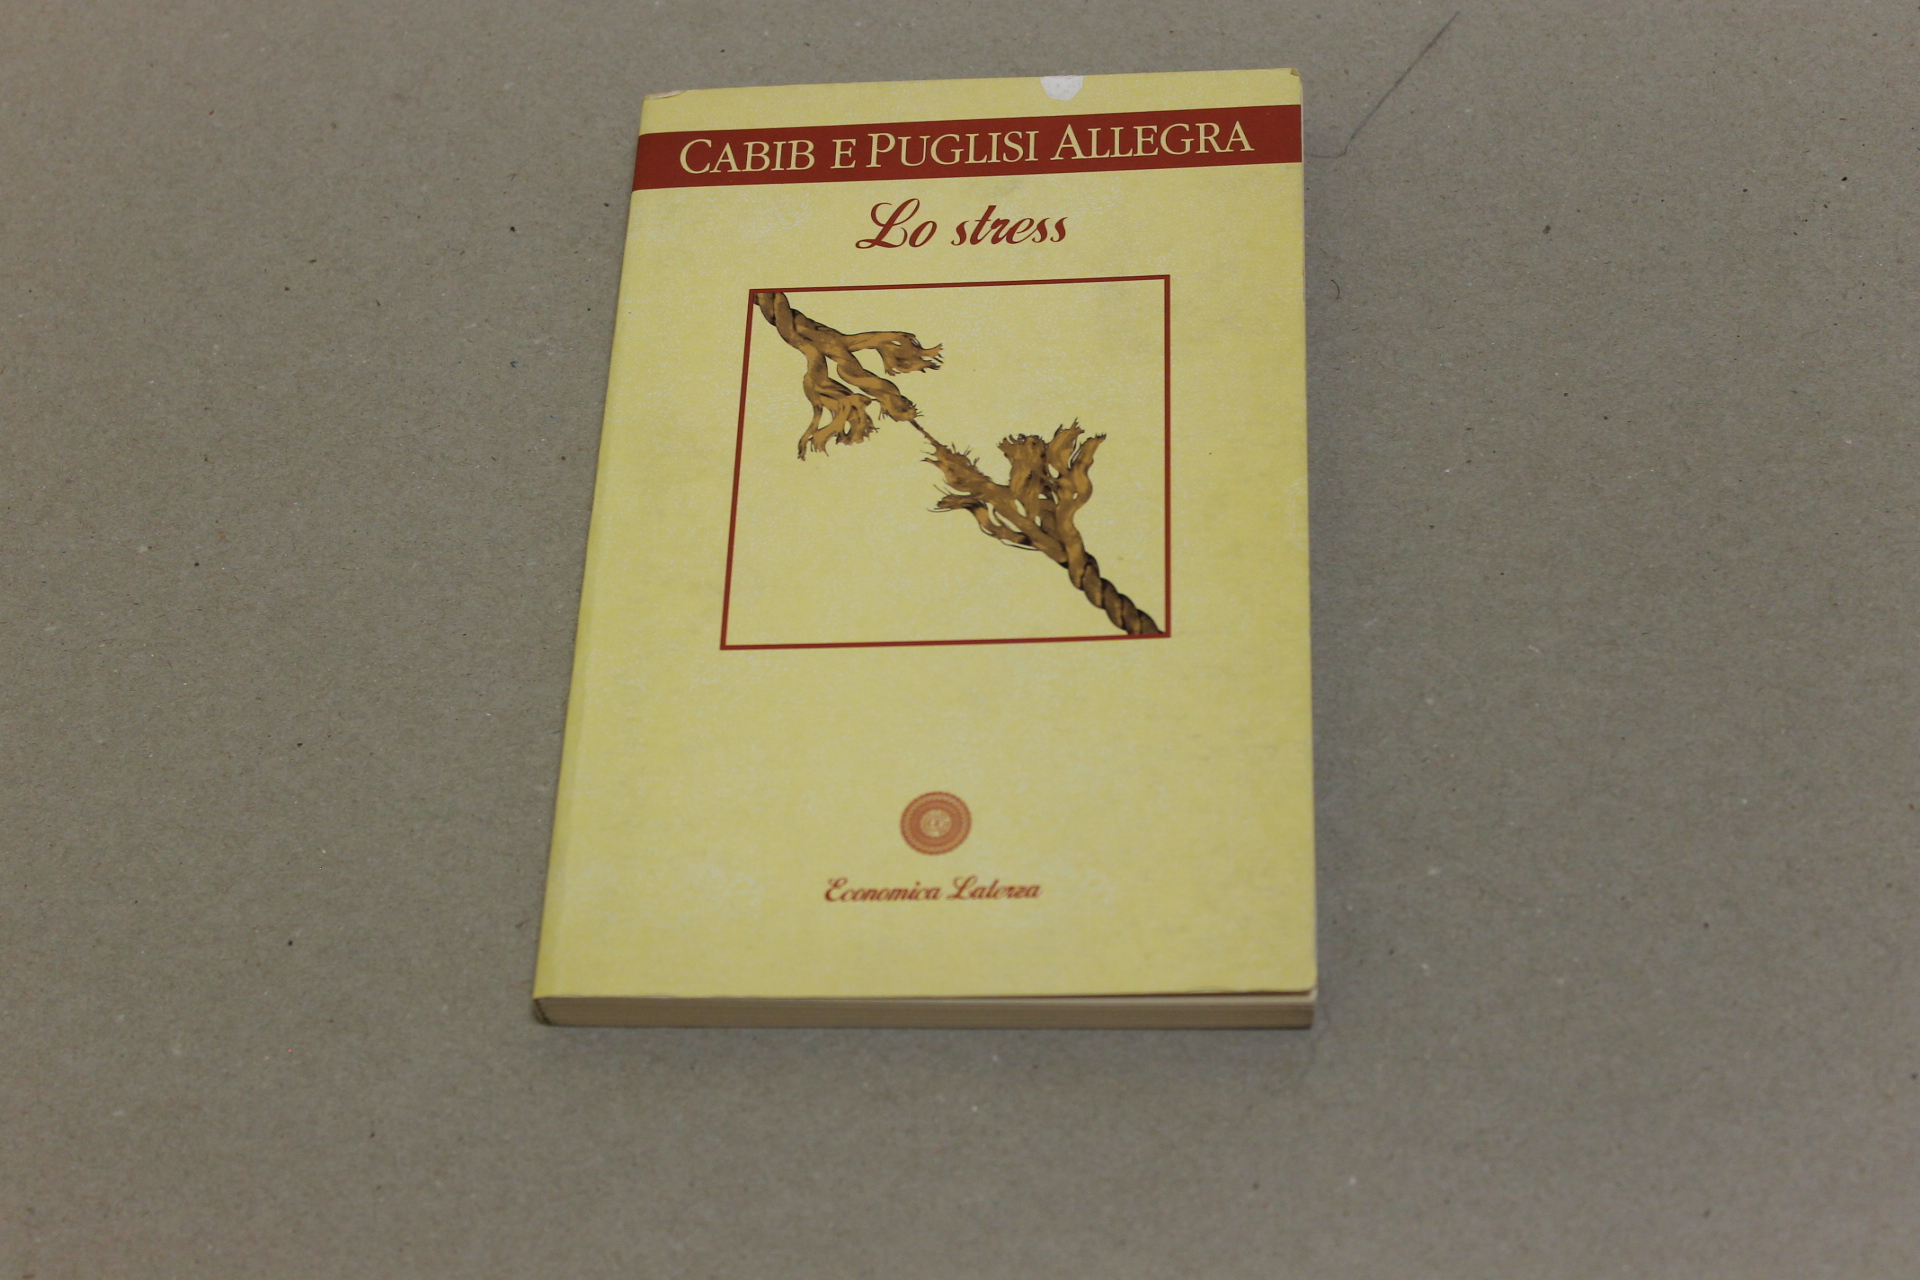 CABIB E PUGLISI ALLEGRA
Lo stress
Economica Laterza